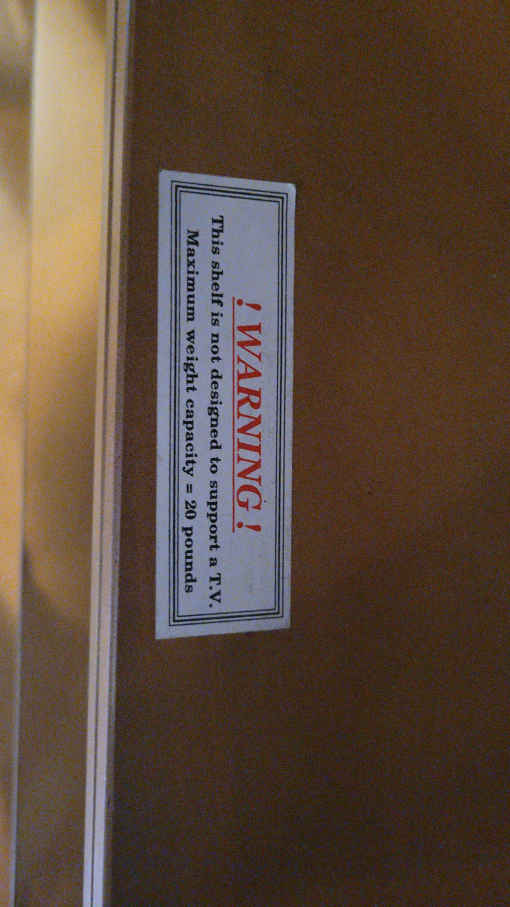 ! WARNING !
This shelf is not designed to support a T.V.
Maximum weight capacity = 20 pounds